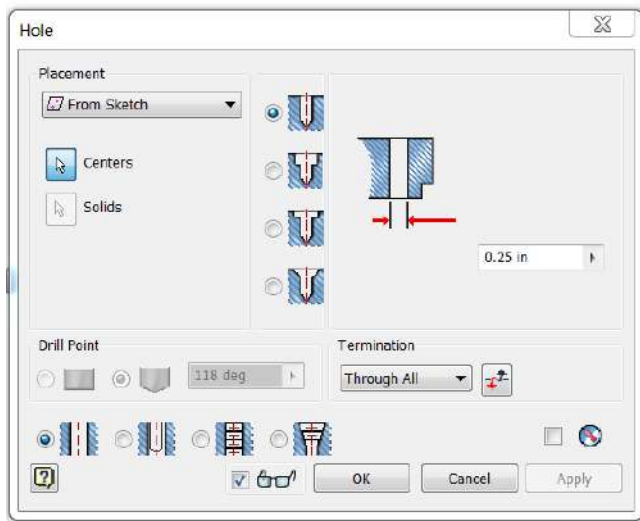 Hole
Placement
From Sketch
Centers
Solids
0.25 in
Drill Point
118 deg
Termination
Through All
OK
Cancel
Apply